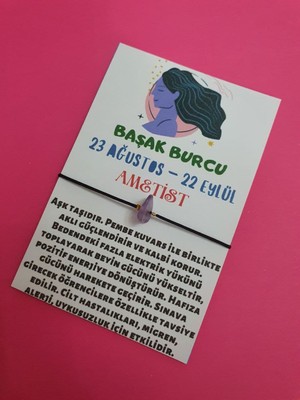 BAŞAK BURCU
23 AĞUSTOS – 22 EYLÜL
AMETİST
AŞK TAŞIDIR. PEMBE KUVARS İLE BİRLİKTE
AKLI GÜÇLENDİRİR VE KALBİ KORUR.
BEDENDEKİ FAZLA ELEKTRİK YÜKÜNÜ
TOPLAYARAK BEYİN GÜCÜNÜ YÜKSELTİR,
POZİTİF ENERJİYE DÖNÜŞTÜRÜR. HAFIZA
GÜCÜNÜ HAREKETE GEÇİRİR. SINAVA
GİRECEK ÖĞRENCİLERE ÖZELLİKLE TAVSİYE
EDİLİR. CİLT HASTALIKLARI, MİGREN,
ALERJİ, UYKUSUZLUK İÇİN ETKİLİDİR.